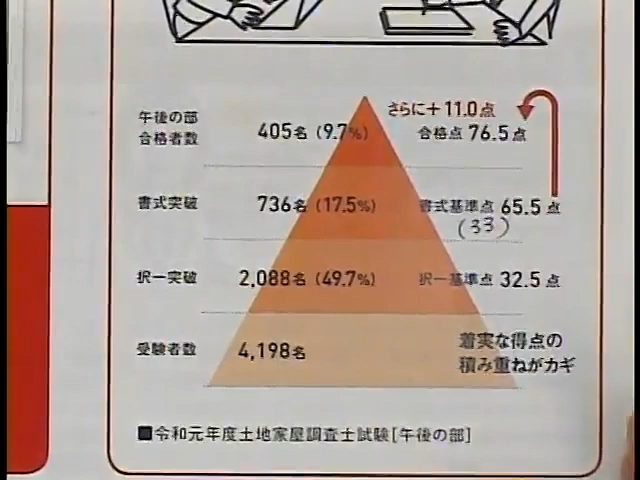 さらに+11.0点
午後の部
合格者数 405名 (9.7%) 合格点 76.5点
書式突破 736名 (17.5%) 書式基準点 65.5点
(33)
択一突破 2,088名 (49.7%) 択一基準点 32.5点
受験者数 4,198名 着実な得点の
積み重ねがカギ
■令和元年度土地家屋調査士試験[午後の部]